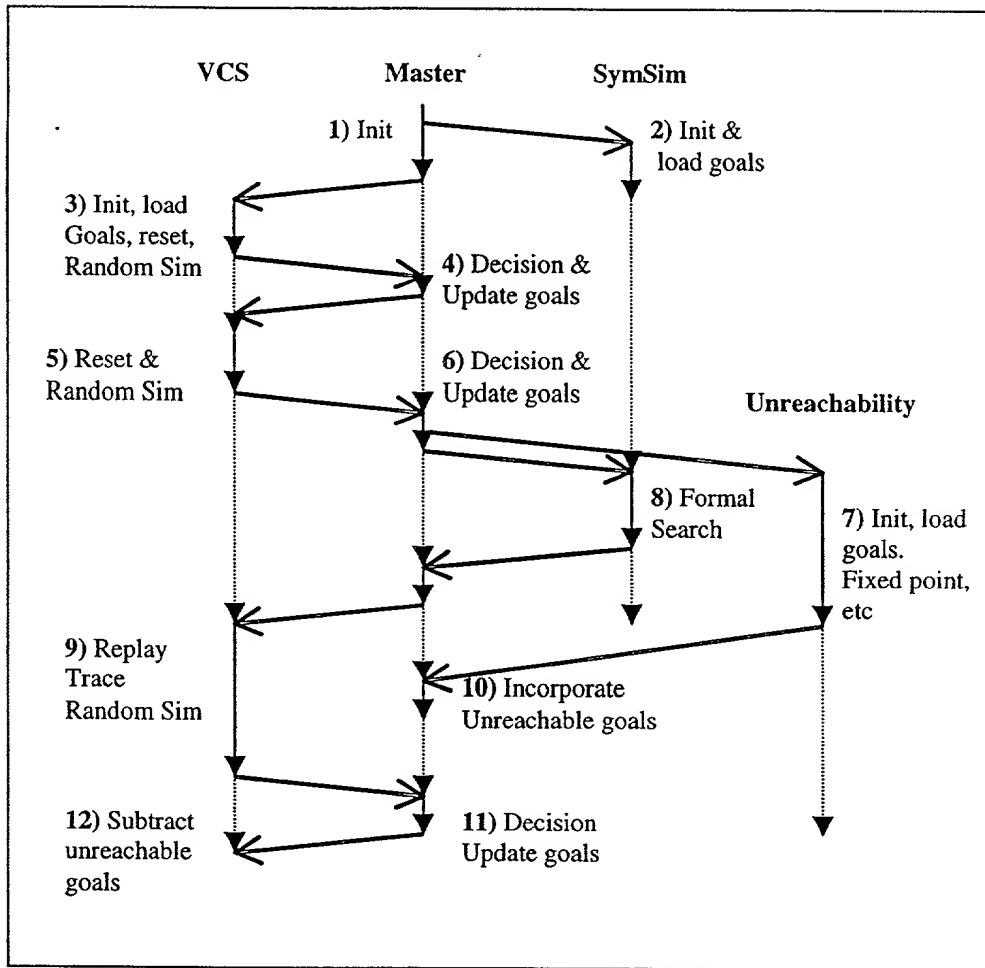 VCS Master SymSim
1) Init
2) Init &
load goals
3) Init, load
Goals, reset,
Random Sim
4) Decision &
Update goals
5) Reset &
Random Sim
6) Decision &
Update goals
Unreachability
8) Formal
Search
7) Init, load
goals.
Fixed point,
etc
9) Replay
Trace
Random Sim
10) Incorporate
Unreachable goals
12) Subtract
unreachable
goals
11) Decision
Update goals